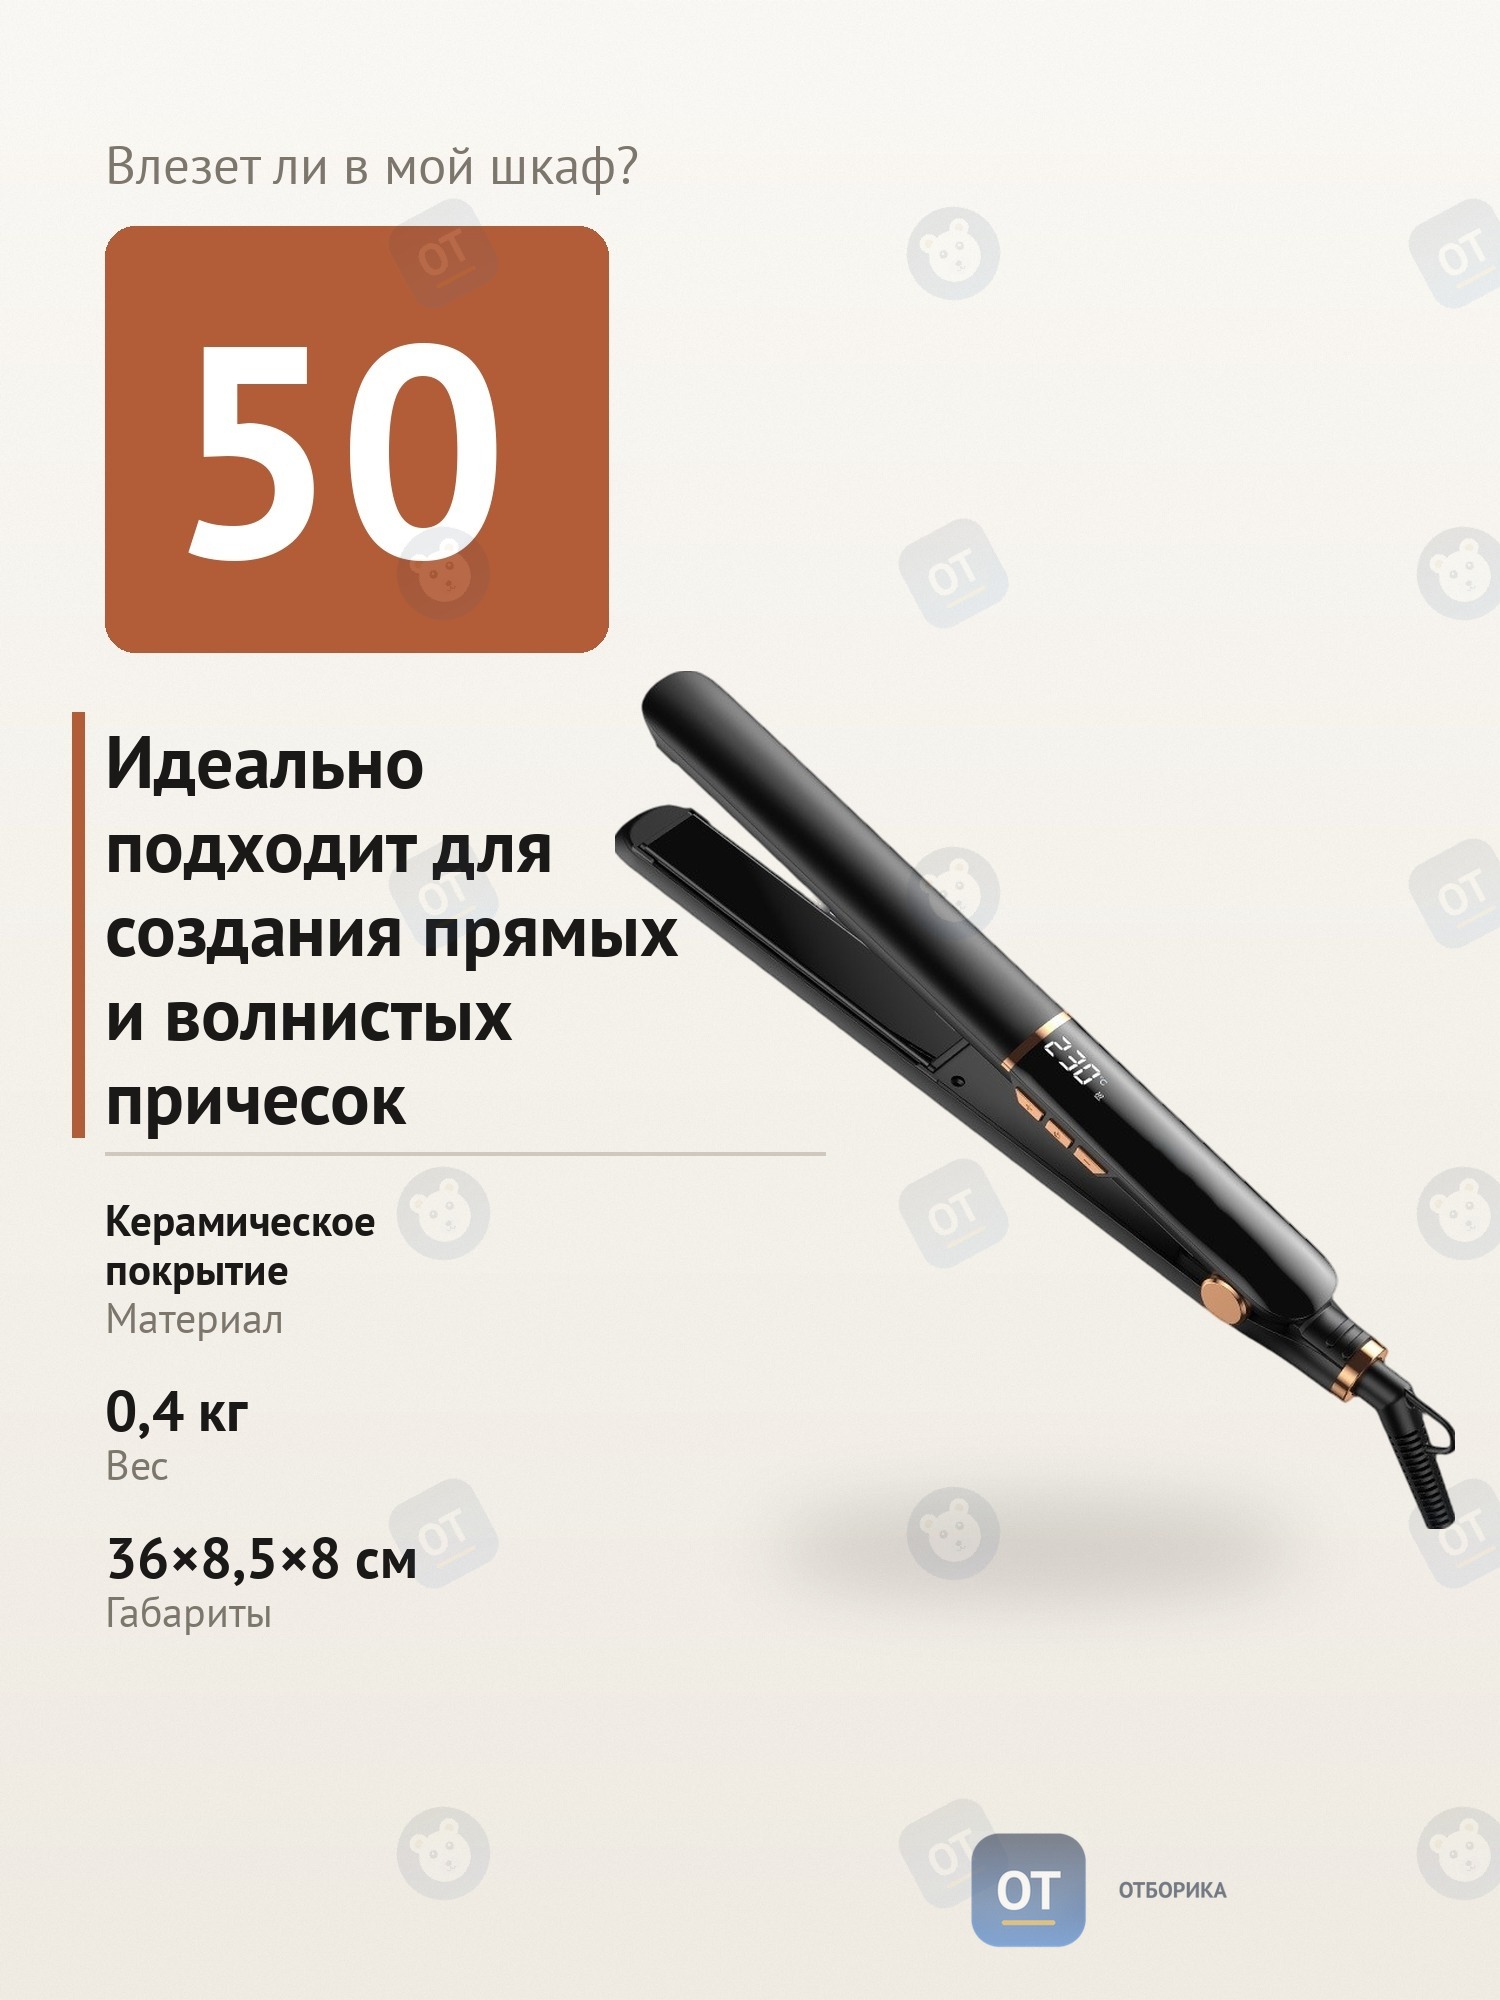 Влезет ли в мой шкаф?
50
Идеально
подходит для
создания прямых
и волнистых
причесок
Керамическое
покрытие
Материал
0,4 кг
Вес
36×8,5×8 см
Габариты
230°C
ОТ
ОТБОРИКА